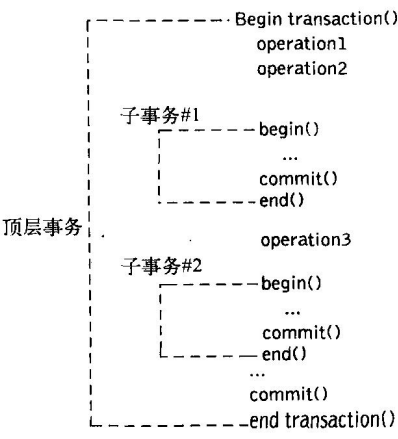 Begin transaction()
operation1
operation2
子事务#1
begin()
...
commit()
end()
顶层事务
operation3
子事务#2
begin()
...
commit()
end()
...
commit()
end transaction()